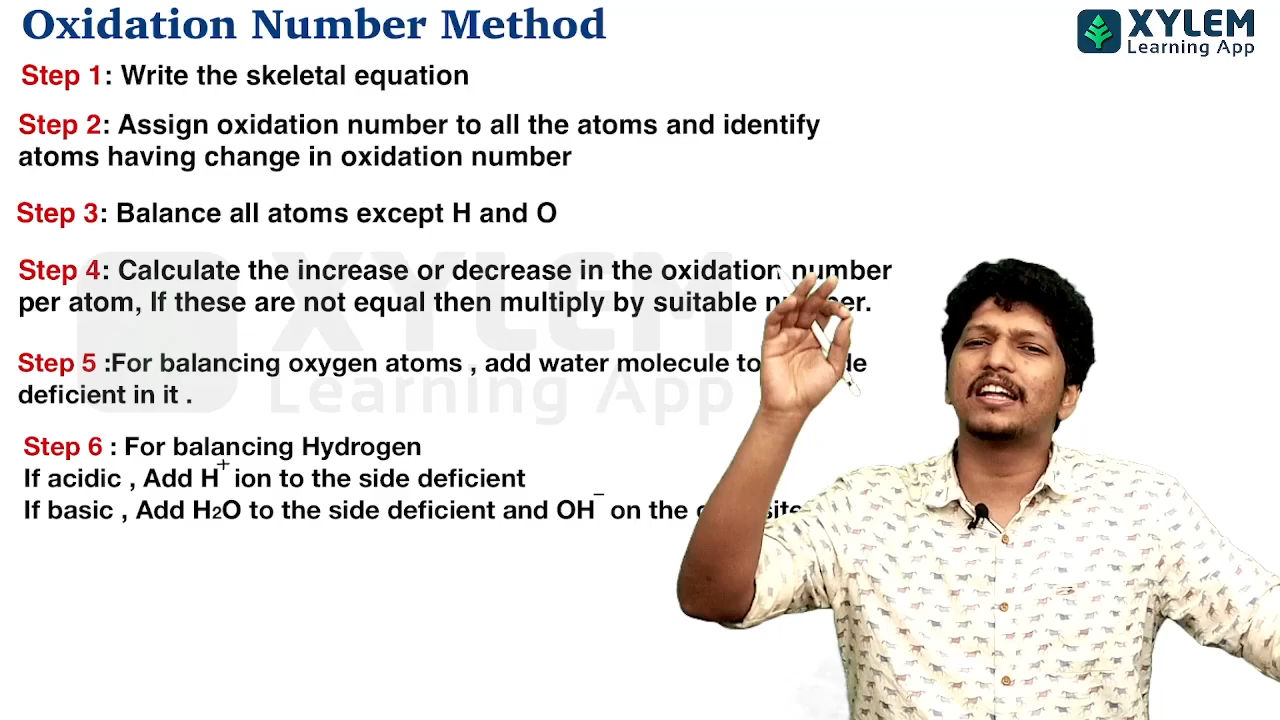 Oxidation Number Method
XYLEM
Learning App
Step 1: Write the skeletal equation
Step 2: Assign oxidation number to all the atoms and identify
atoms having change in oxidation number
Step 3: Balance all atoms except H and O
Step 4: Calculate the increase or decrease in the oxidation number
per atom, If these are not equal then multiply by suitable number.
Step 5 :For balancing oxygen atoms , add water molecule to
deficient in it .
Step 6 : For balancing Hydrogen
If acidic , Add H⁺ ion to the side deficient
If basic , Add H₂O to the side deficient and OH⁻ on the
XYLEM
Learning App